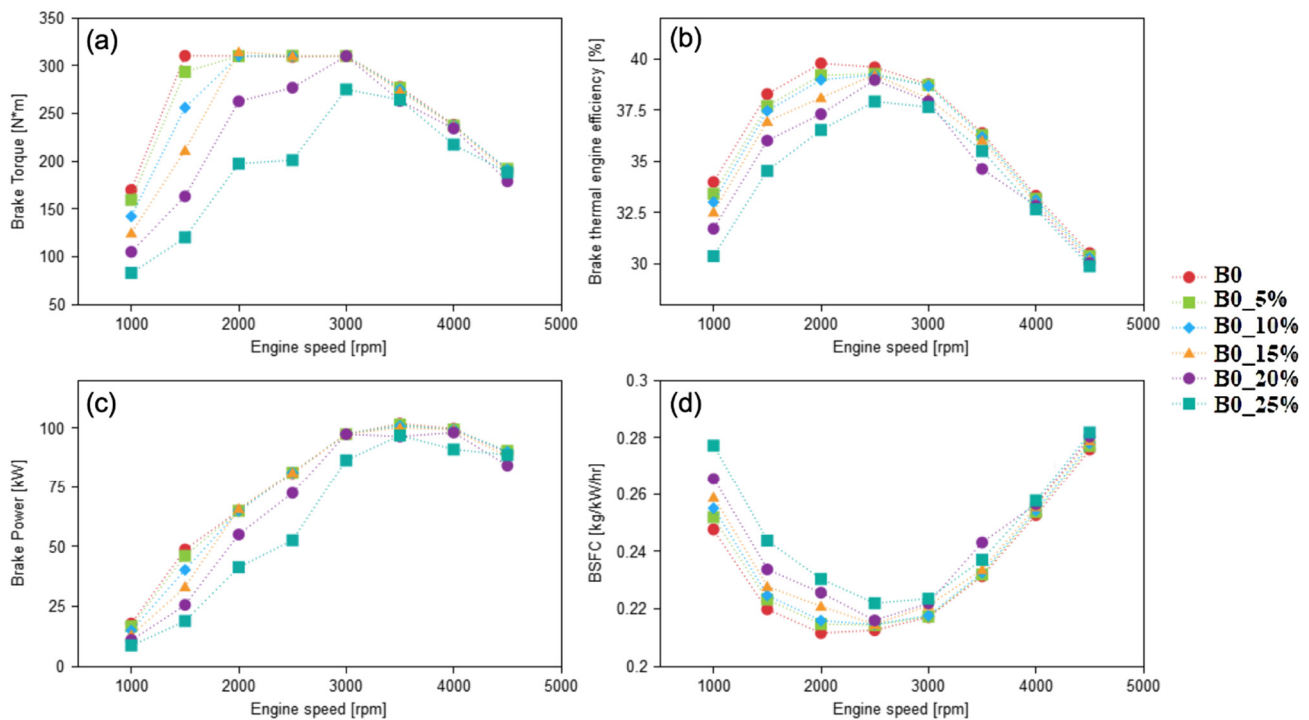 (a)
Brake Torque [N*m]
350
300
250
200
150
100
50
1000 2000 3000 4000 5000
Engine speed [rpm]
(b)
Brake thermal engine efficiency [%]
40
37.5
35
32.5
30
1000 2000 3000 4000 5000
Engine speed [rpm]
(c)
Brake Power [kW]
100
75
50
25
0
1000 2000 3000 4000 5000
Engine speed [rpm]
(d)
BSFC [kg/kW/hr]
0.3
0.28
0.26
0.24
0.22
0.2
1000 2000 3000 4000 5000
Engine speed [rpm]
B0
B0_5%
B0_10%
B0_15%
B0_20%
B0_25%